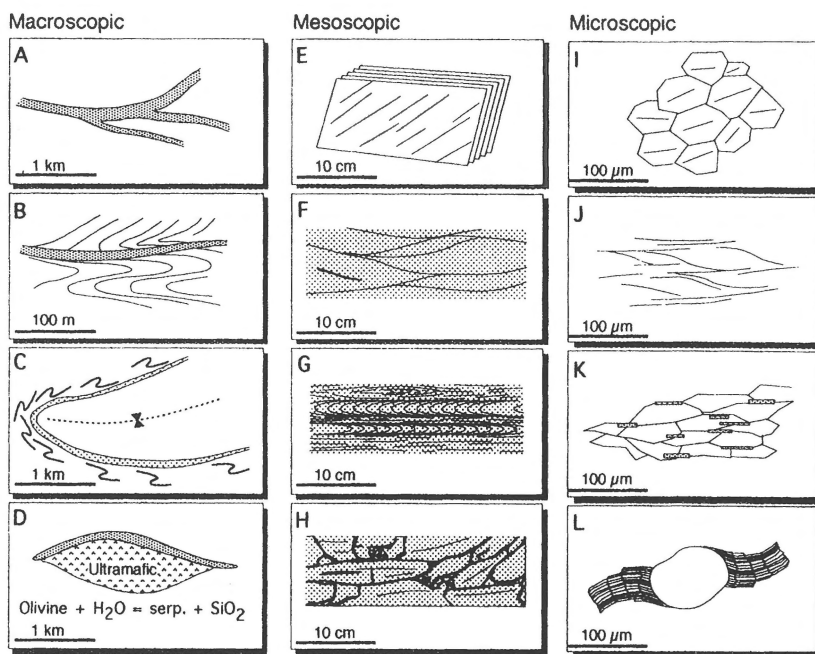 Macroscopic
Mesoscopic
Microscopic
A
1 km
B
100 m
C
1 km
D
Ultramafic
Olivine + H₂O = serp. + SiO₂
1 km
E
10 cm
F
10 cm
G
10 cm
H
10 cm
I
100 µm
J
100 µm
K
100 µm
L
100 µm